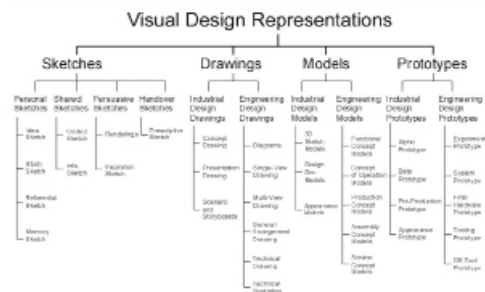 Visual Design Representations
Sketches
Drawings
Models
Prototypes
Personal
Sketches
Shared
Sketches
Persuasive
Sketches
Handover
Sketches
Industrial
Design
Drawings
Engineering
Design
Drawings
Industrial
Design
Models
Engineering
Design
Models
Industrial
Design
Prototypes
Engineering
Design
Prototypes
Idea
Sketch
Study
Sketch
Referential
Sketch
Memory
Sketch
Coded
Sketch
Info
Sketch
Renderings
Inspiration
Sketch
Prescriptive
Sketch
Concept
Drawing
Presentation
Drawing
Scenario
and
Storyboards
Diagrams
Single-View
Drawing
Multi-View
Drawing
General
Arrangement
Drawing
Technical
Drawing
Technical
3D
Sketch
Models
Design
Models
Appearance
Models
Functional
Concept
Models
Concept
of Operation
Models
Production
Concept
Models
Assembly
Concept
Models
Service
Concept
Models
Alpha
Prototype
Beta
Prototype
Pre-Production
Prototype
Appearance
Prototype
Experimental
Prototype
System
Prototype
Final
Hardware
Prototype
Tooling
Prototype
Off-Tool
Prototype